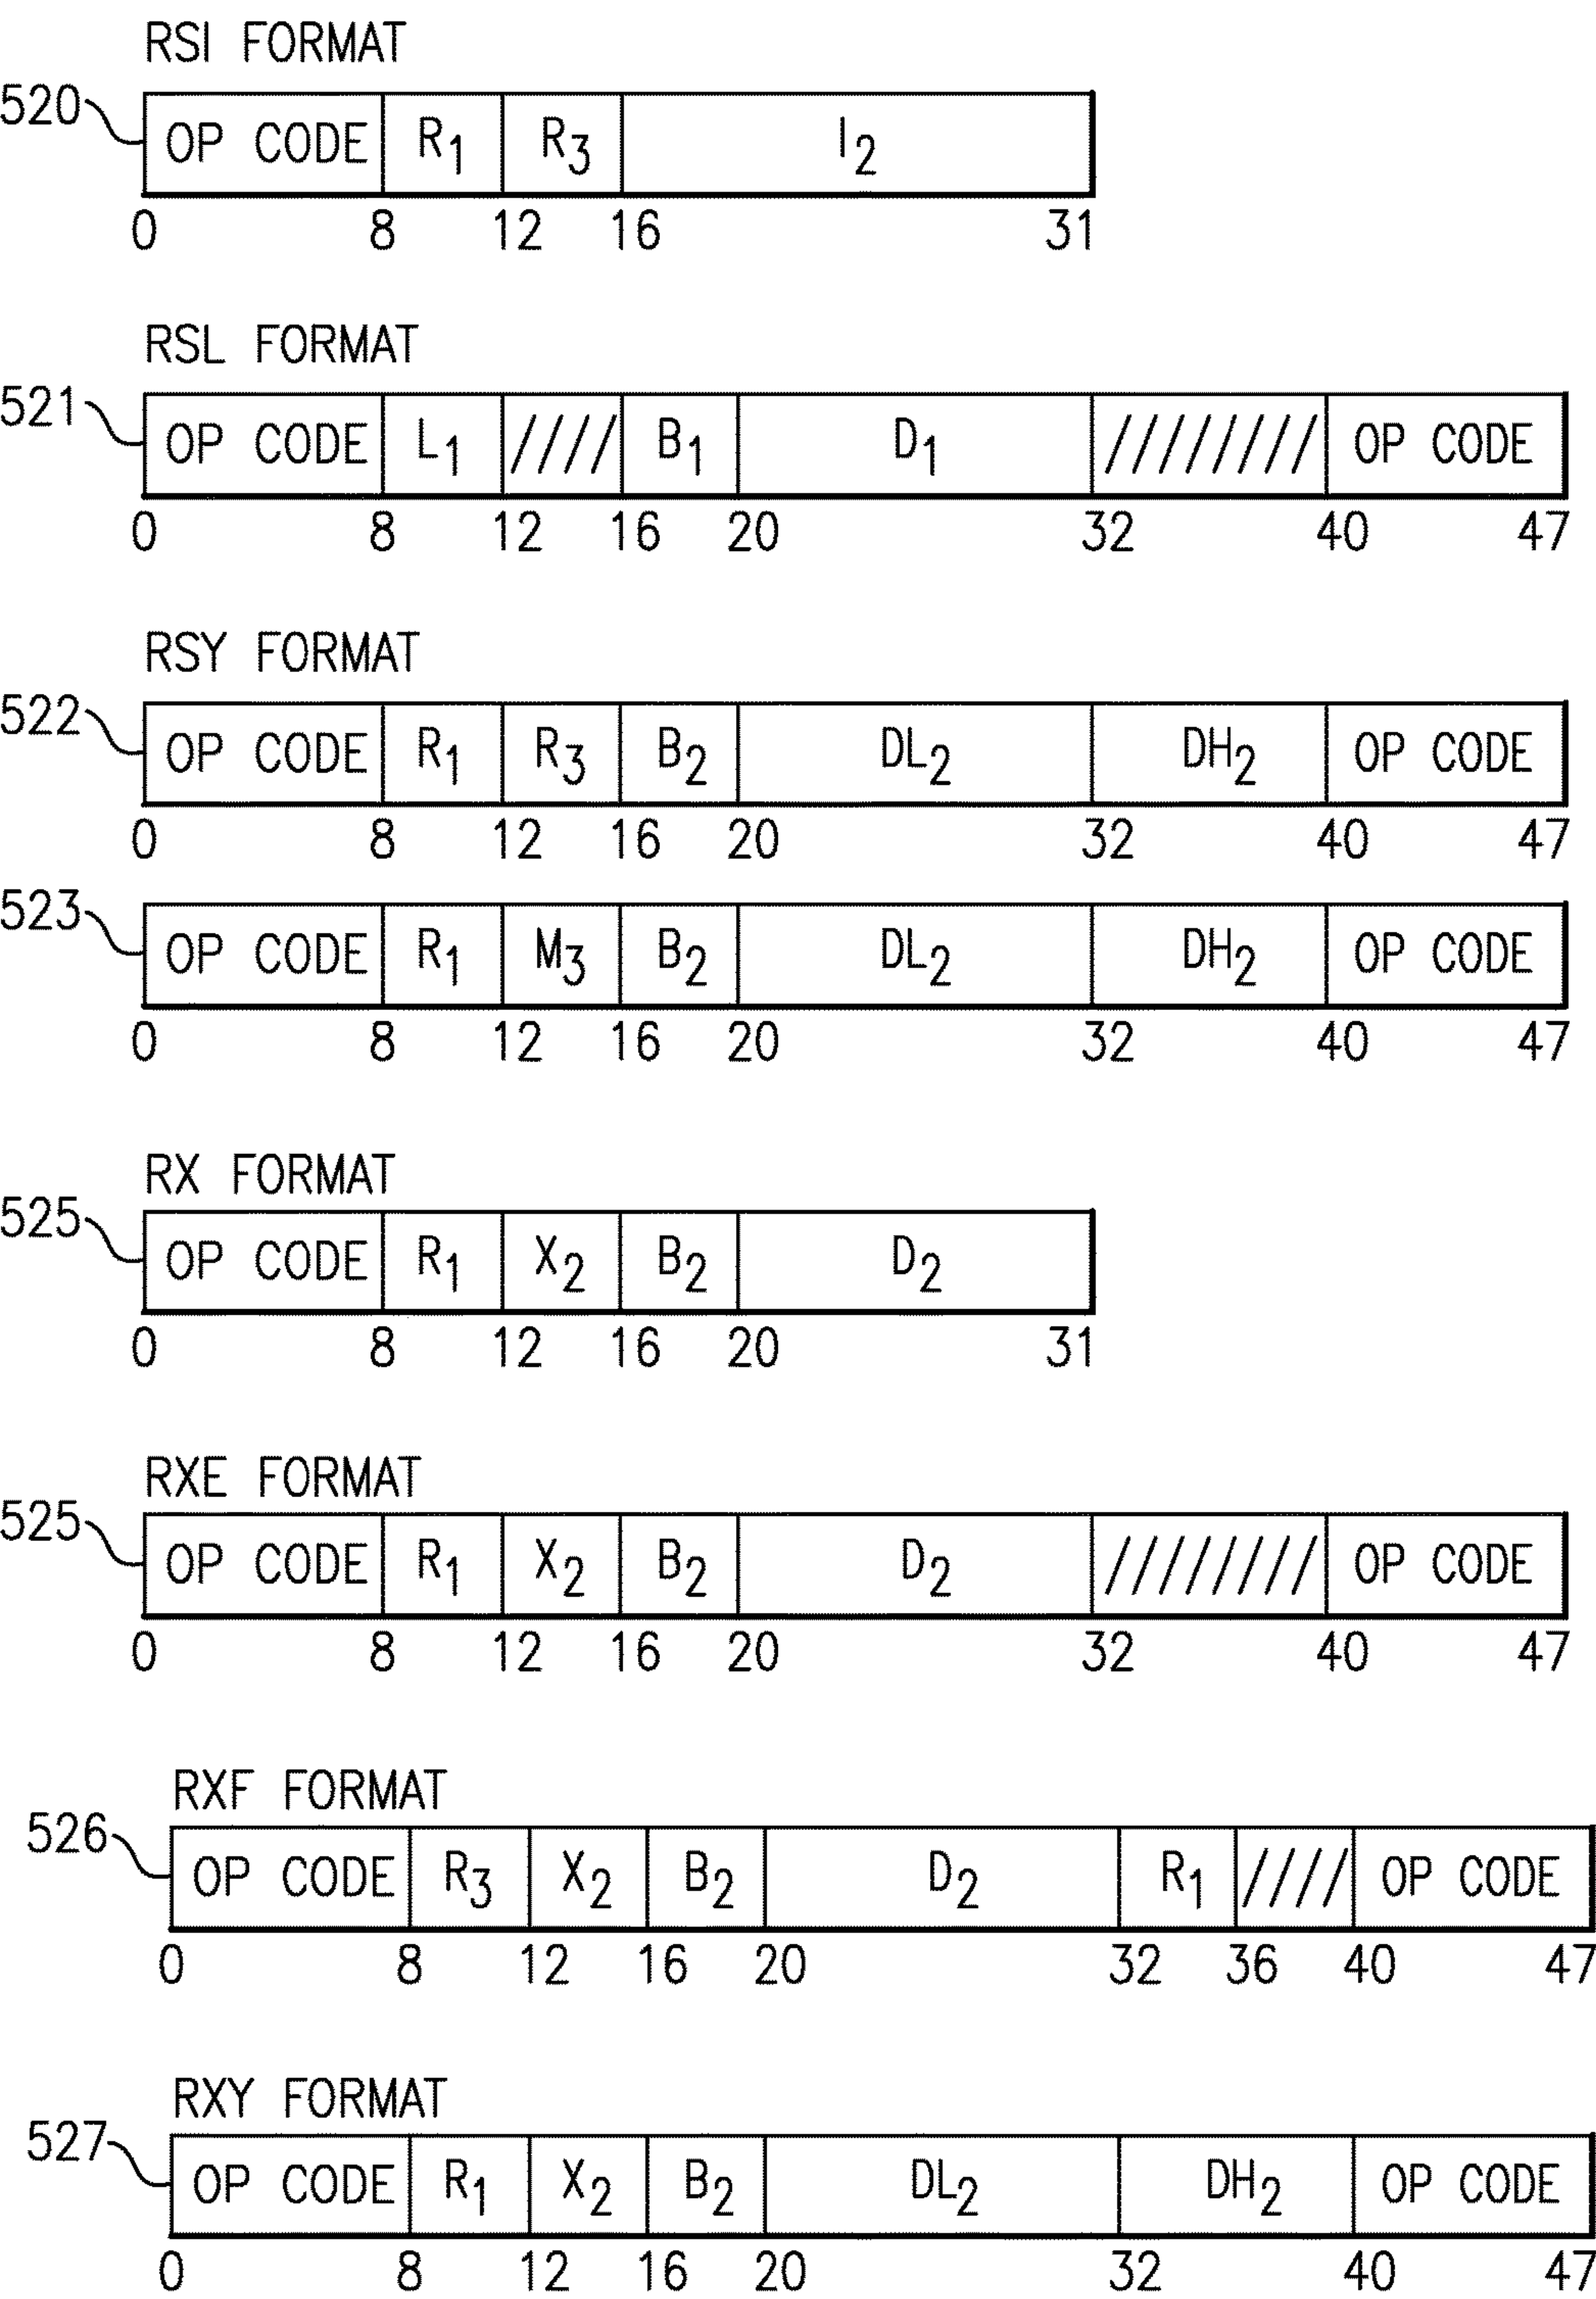 RSI FORMAT
520 OP CODE R1 R3 I2
0 8 12 16 31
RSL FORMAT
521 OP CODE L1 //// B1 D1 //////// OP CODE
0 8 12 16 20 32 40 47
RSY FORMAT
522 OP CODE R1 R3 B2 DL2 DH2 OP CODE
0 8 12 16 20 32 40 47
523 OP CODE R1 M3 B2 DL2 DH2 OP CODE
0 8 12 16 20 32 40 47
RX FORMAT
525 OP CODE R1 X2 B2 D2
0 8 12 16 20 31
RXE FORMAT
525 OP CODE R1 X2 B2 D2 //////// OP CODE
0 8 12 16 20 32 40 47
RXF FORMAT
526 OP CODE R3 X2 B2 D2 R1 //// OP CODE
0 8 12 16 20 32 36 40 47
RXY FORMAT
527 OP CODE R1 X2 B2 DL2 DH2 OP CODE
0 8 12 16 20 32 40 47